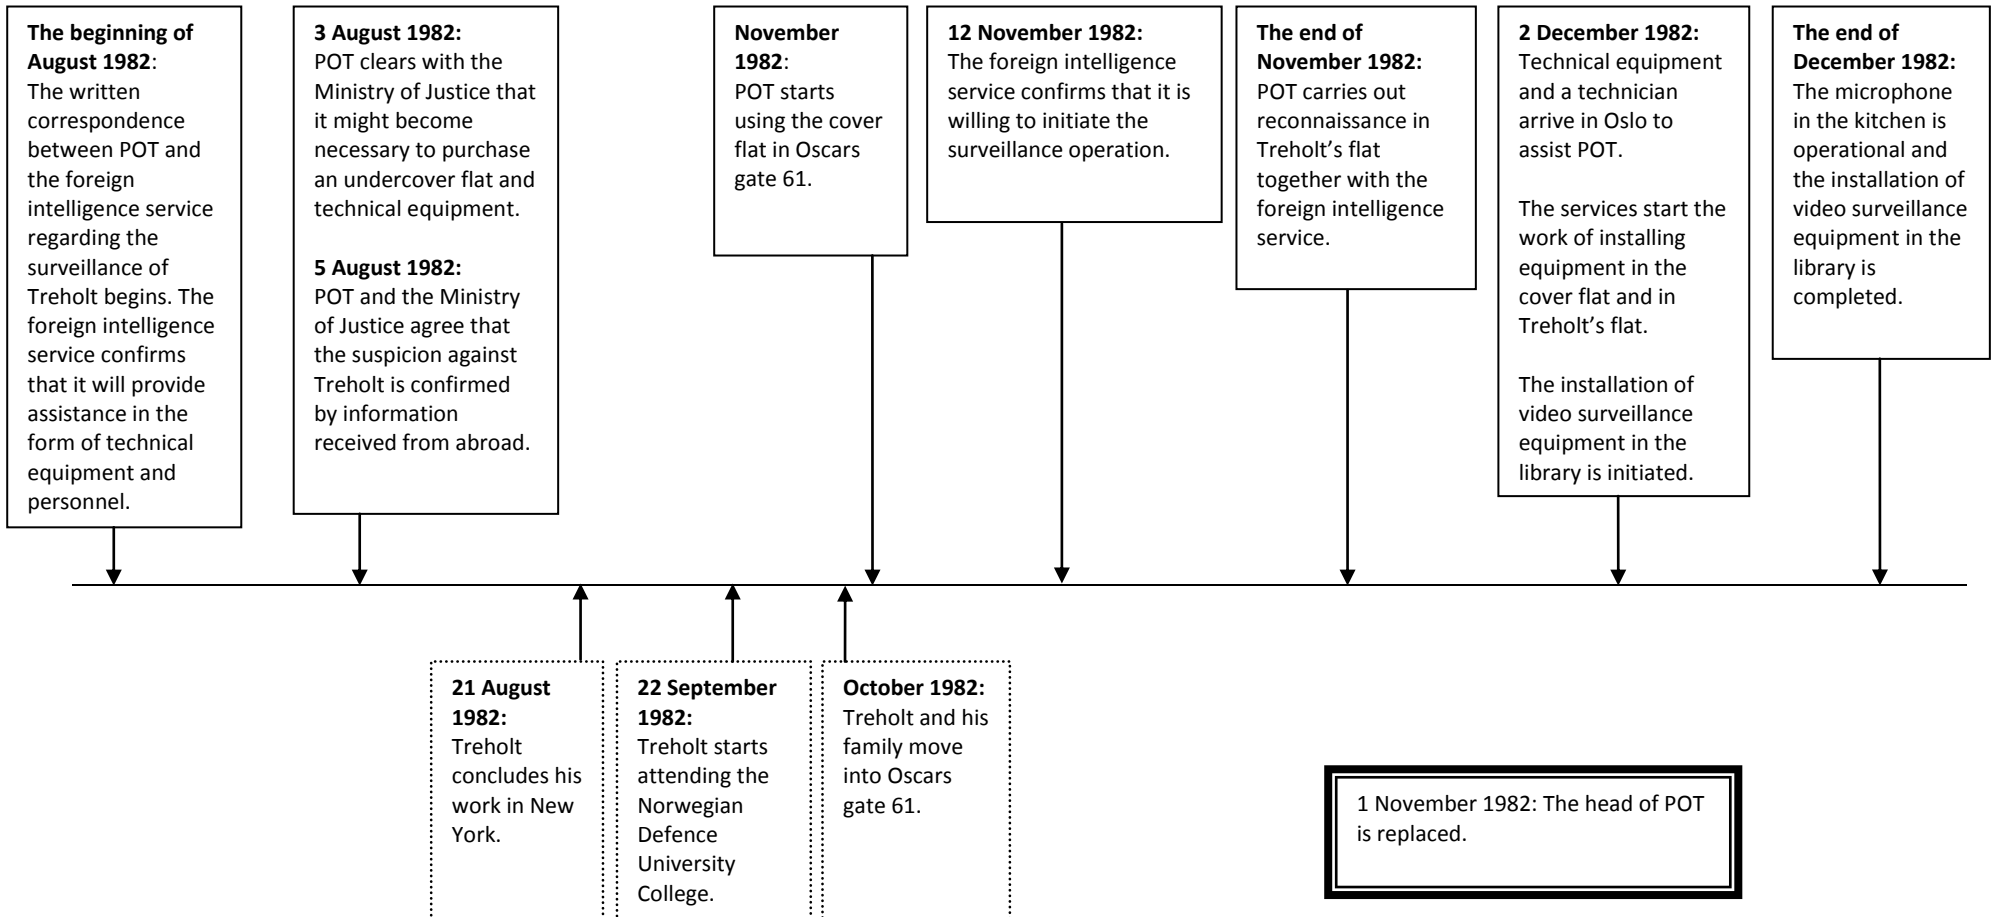 The beginning of
August 1982:
The written
correspondence
between POT and
the foreign
intelligence service
regarding the
surveillance of
Treholt begins. The
foreign intelligence
service confirms
that it will provide
assistance in the
form of technical
equipment and
personnel.
3 August 1982:
POT clears with the
Ministry of Justice that
it might become
necessary to purchase
an undercover flat and
technical equipment.
5 August 1982:
POT and the Ministry
of Justice agree that
the suspicion against
Treholt is confirmed
by information
received from abroad.
November
1982:
POT starts
using the cover
flat in Oscars
gate 61.
12 November 1982:
The foreign intelligence
service confirms that it is
willing to initiate the
surveillance operation.
The end of
November 1982:
POT carries out
reconnaissance in
Treholt’s flat
together with the
foreign intelligence
service.
2 December 1982:
Technical equipment
and a technician
arrive in Oslo to
assist POT.
The services start the
work of installing
equipment in the
cover flat and in
Treholt’s flat.
The installation of
video surveillance
equipment in the
library is initiated.
The end of
December 1982:
The microphone
in the kitchen is
operational and
the installation of
video surveillance
equipment in the
library is
completed.
21 August
1982:
Treholt
concludes his
work in New
York.
22 September
1982:
Treholt starts
attending the
Norwegian
Defence
University
College.
October 1982:
Treholt and his
family move
into Oscars
gate 61.
1 November 1982: The head of POT
is replaced.